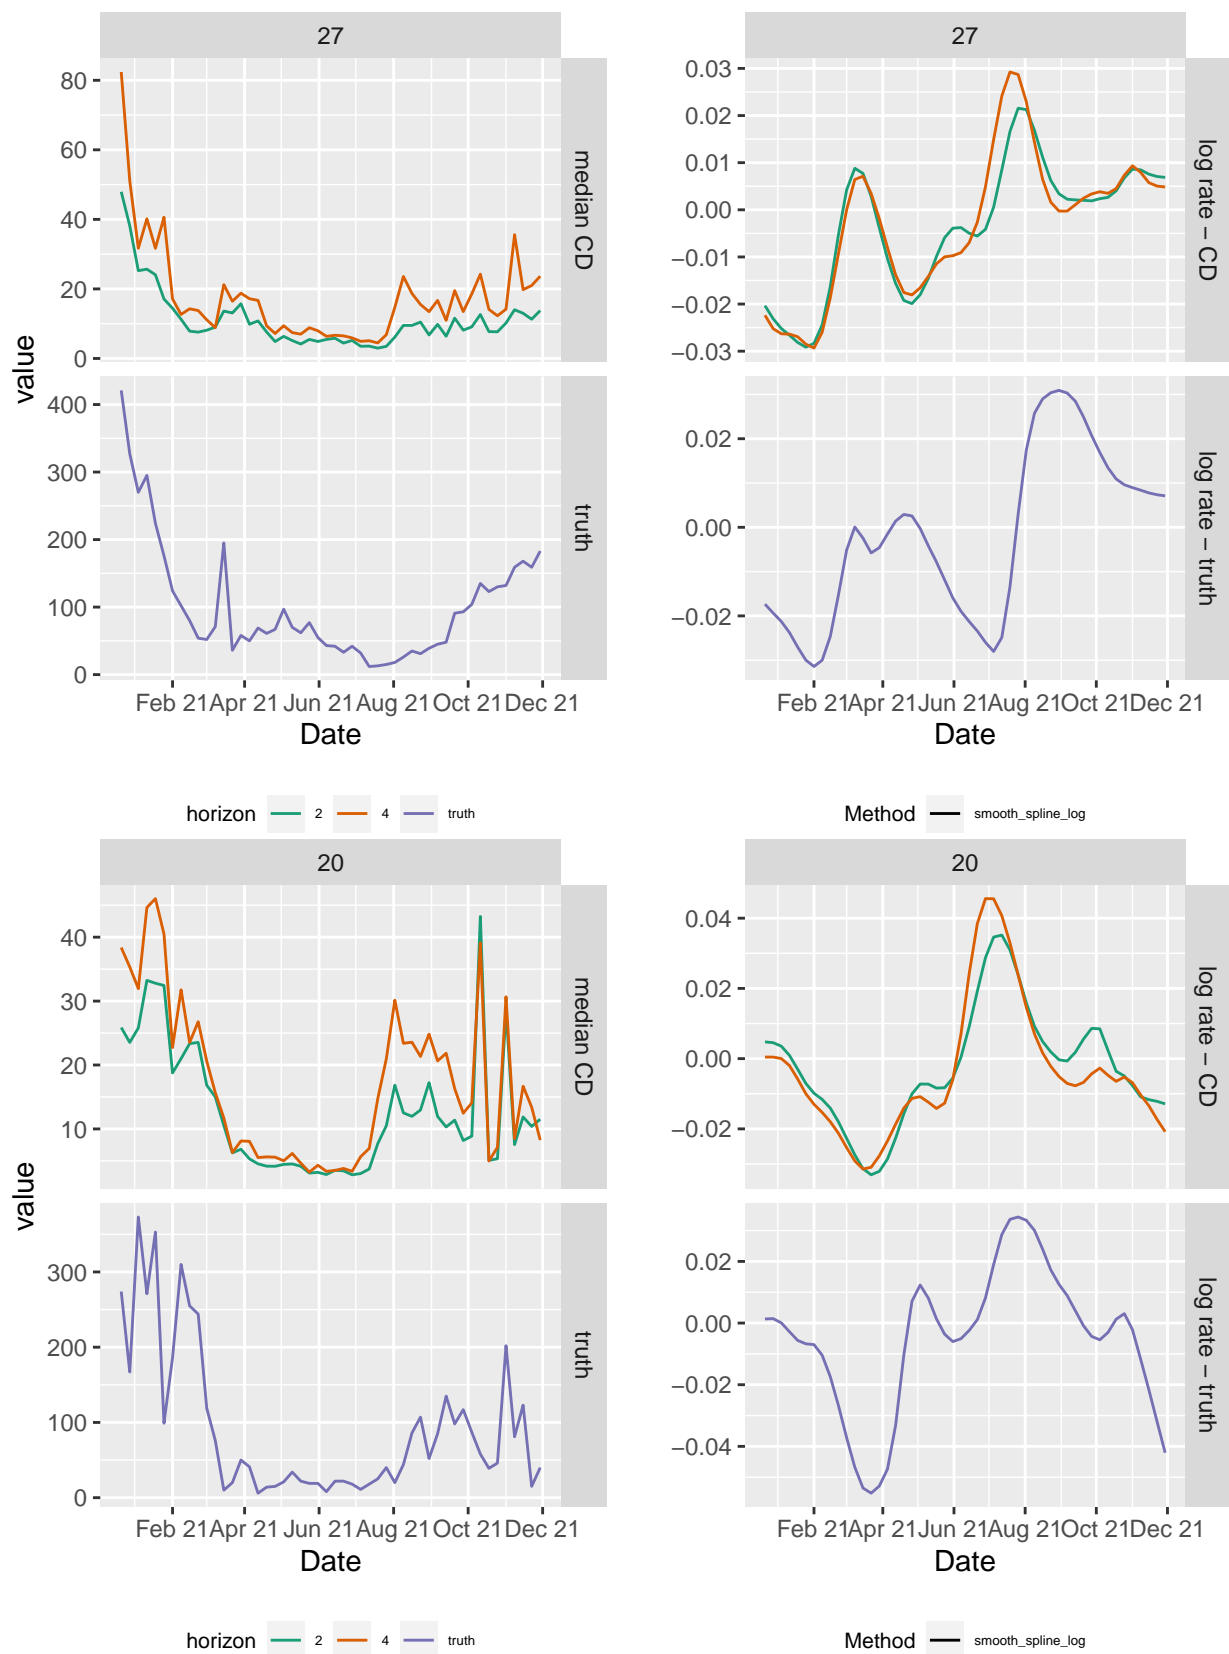 27
80
60
40
20
0
median CD
400
300
200
100
0
truth
value
Feb 21 Apr 21 Jun 21 Aug 21 Oct 21 Dec 21
Date
horizon 2 4 truth
27
0.03
0.02
0.01
0.00
−0.01
−0.02
−0.03
log rate − CD
0.02
0.00
−0.02
log rate − truth
Feb 21 Apr 21 Jun 21 Aug 21 Oct 21 Dec 21
Date
Method smooth_spline_log
20
40
30
20
10
median CD
300
200
100
0
truth
value
Feb 21 Apr 21 Jun 21 Aug 21 Oct 21 Dec 21
Date
horizon 2 4 truth
20
0.04
0.02
0.00
−0.02
log rate − CD
0.02
0.00
−0.02
−0.04
log rate − truth
Feb 21 Apr 21 Jun 21 Aug 21 Oct 21 Dec 21
Date
Method smooth_spline_log